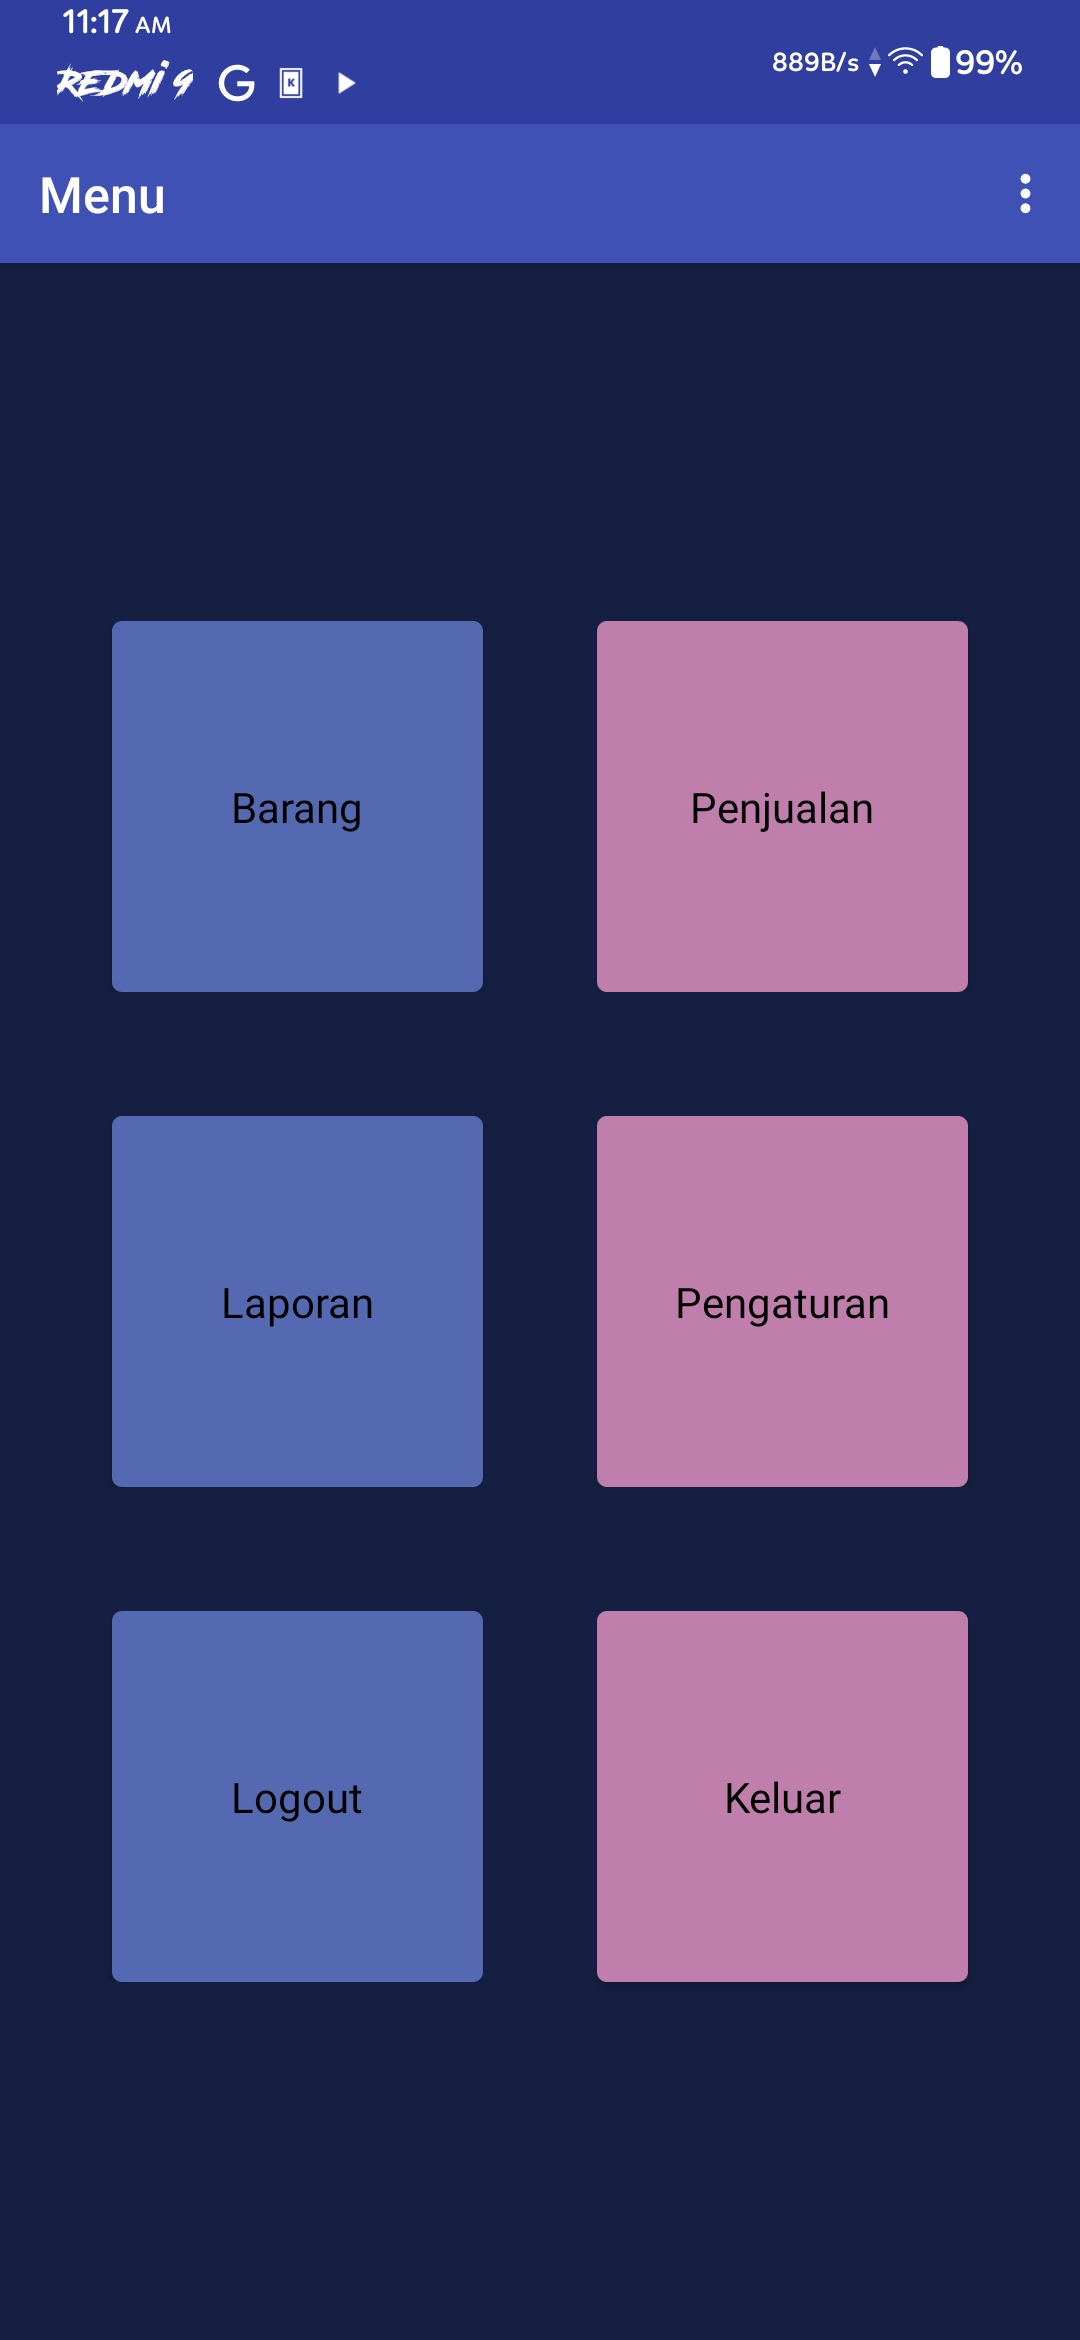 11:17 AM
REDMI 9 G K 889B/s 99%
Menu
Barang Penjualan
Laporan Pengaturan
Logout Keluar